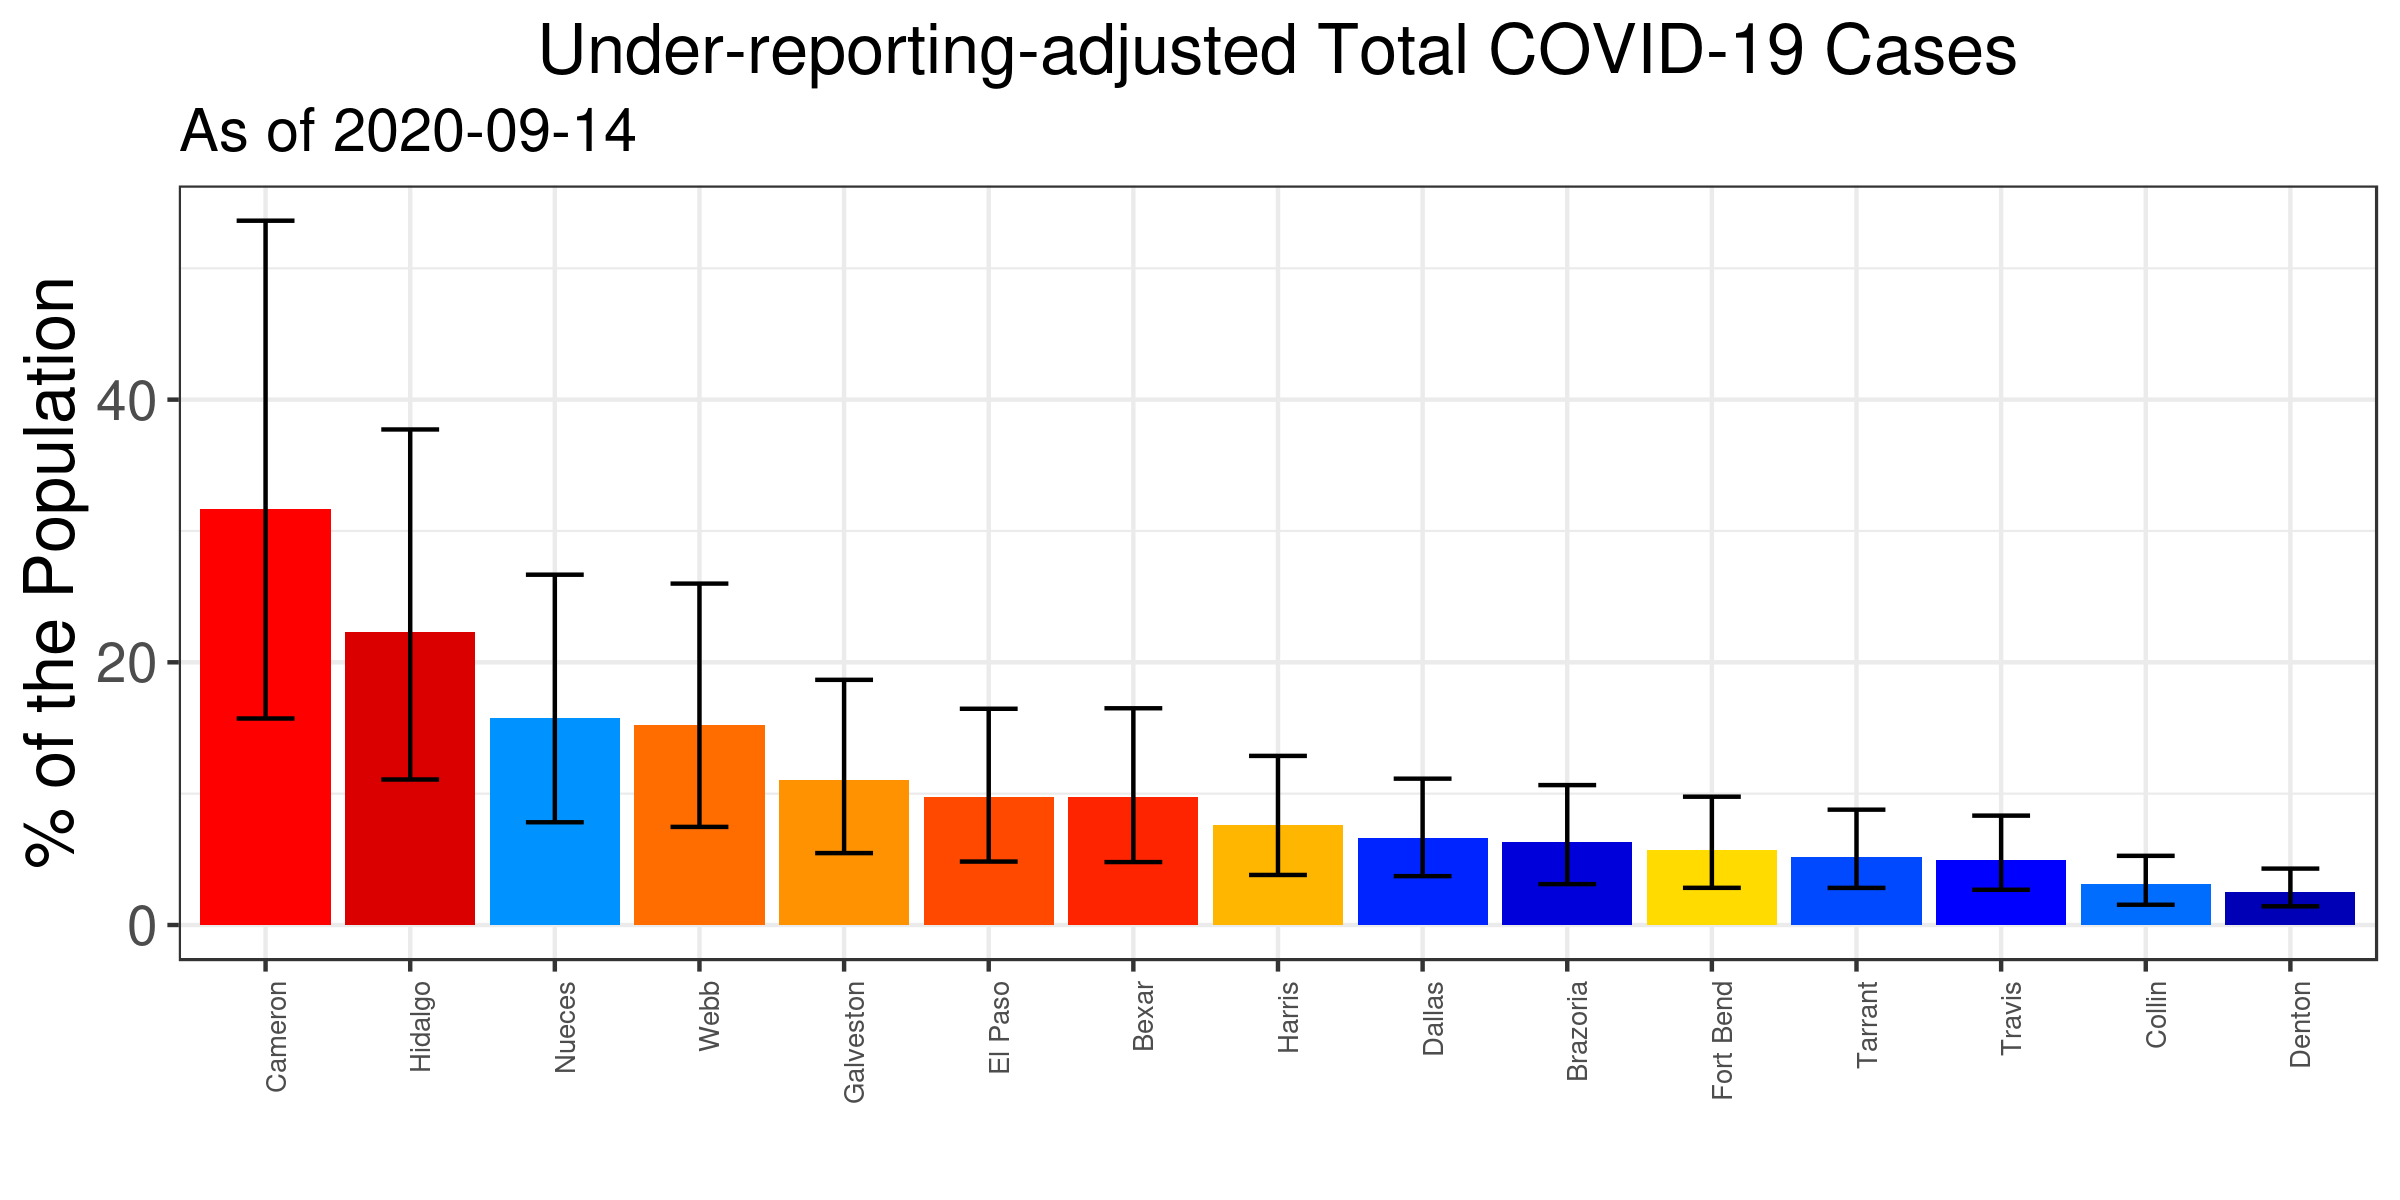 Under-reporting-adjusted Total COVID-19 Cases
As of 2020-09-14
% of the Population
40
20
0
Cameron
Hidalgo
Nueces
Webb
Galveston
El Paso
Bexar
Harris
Dallas
Brazoria
Fort Bend
Tarrant
Travis
Collin
Denton